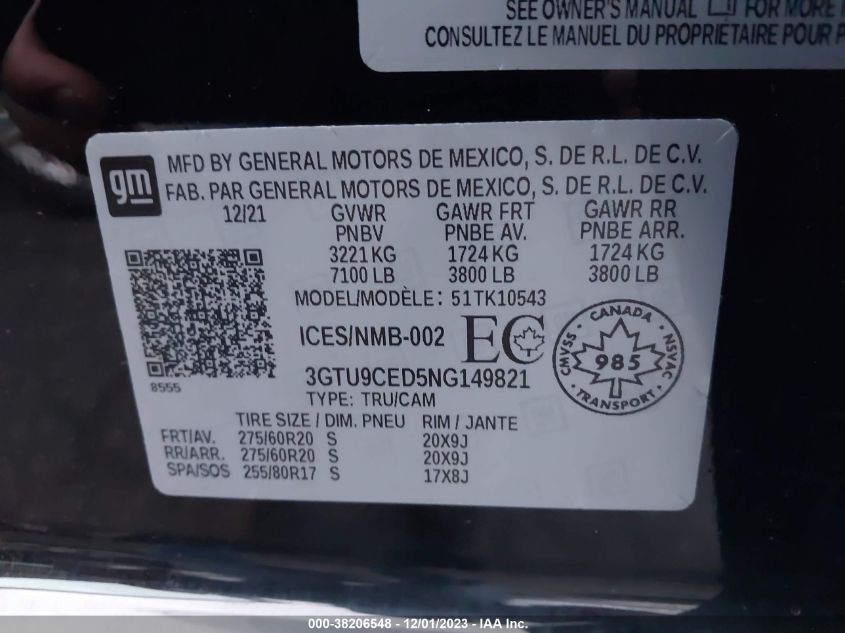 SEE OWNER'S MANUAL FOR MORE
CONSULTEZ LE MANUEL DU PROPRIETAIRE POUR
gm
MFD BY GENERAL MOTORS DE MEXICO, S. DE R.L. DE C.V.
FAB. PAR GENERAL MOTORS DE MEXICO, S. DE R.L. DE C.V.
12/21 GVWR GAWR FRT GAWR RR
PNBV PNBE AV. PNBE ARR.
3221 KG 1724 KG 1724 KG
7100 LB 3800 LB 3800 LB
MODEL/MODÈLE: 51TK10543
ICES/NMB-002 EC
CANADA
CMVSS 985 NSVAC
TRANSPORT
8555
3GTU9CED5NG149821
TYPE: TRU/CAM
TIRE SIZE / DIM. PNEU RIM / JANTE
FRT/AV. 275/60R20 S 20X9J
RR/ARR. 275/60R20 S 20X9J
SPA/SOS 255/80R17 S 17X8J
000-38206548 - 12/01/2023 - IAA Inc.